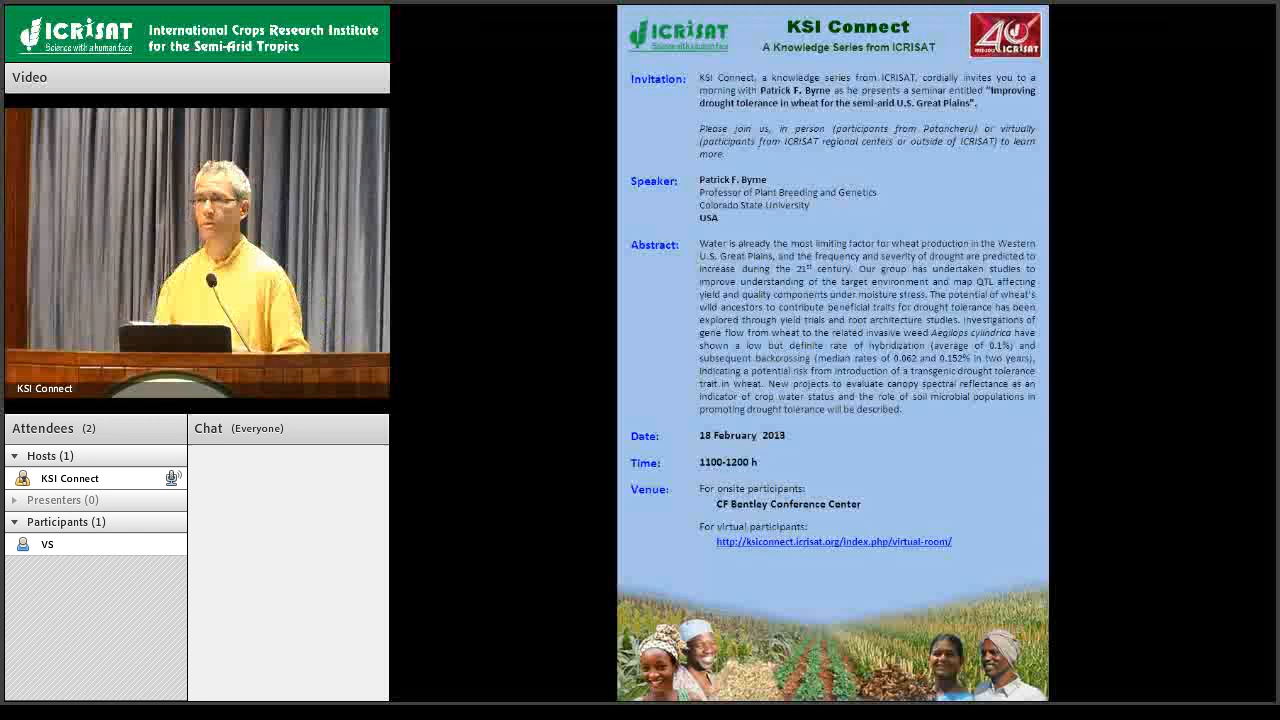 ICRISAT
Science with a human face
International Crops Research Institute
for the Semi-Arid Tropics
Video
KSI Connect
Attendees (2)
Hosts (1)
KSI Connect
Presenters (0)
Participants (1)
VS
Chat (Everyone)
ICRISAT
Science with a human face
KSI Connect
A Knowledge Series from ICRISAT
40
ICRISAT
Invitation:
KSI Connect, a knowledge series from ICRISAT, cordially invites you to a
morning with Patrick F. Byrne as he presents a seminar entitled "Improving
drought tolerance in wheat for the semi-arid U.S. Great Plains".
Please join us, in person (participants from Patancheru) or virtually
(participants from ICRISAT regional centers or outside of ICRISAT) to learn
more.
Speaker:
Patrick F. Byrne
Professor of Plant Breeding and Genetics
Colorado State University
USA
Abstract:
Water is already the most limiting factor for wheat production in the Western
U.S. Great Plains, and the frequency and severity of drought are predicted to
increase during the 21st century. Our group has undertaken studies to
improve understanding of the target environment and map QTL affecting
yield and quality components under moisture stress. The potential of wheat's
wild ancestors to contribute beneficial traits for drought tolerance has been
explored through yield trials and root architecture studies. Investigations of
gene flow from wheat to the related invasive weed Aegilops cylindrica have
shown a low but definite rate of hybridization (average of 0.1%) and
subsequent backcrossing (median rates of 0.062 and 0.152% in two years),
indicating a potential risk from introduction of a transgenic drought tolerance
trait in wheat. New projects to evaluate canopy spectral reflectance as an
indicator of crop water status and the role of soil microbial populations in
promoting drought tolerance will be described.
Date:
18 February 2013
Time:
1100-1200 h
Venue:
For onsite participants:
CF Bentley Conference Center
For virtual participants:
http://ksiconnect.icrisat.org/index.php/virtual-room/